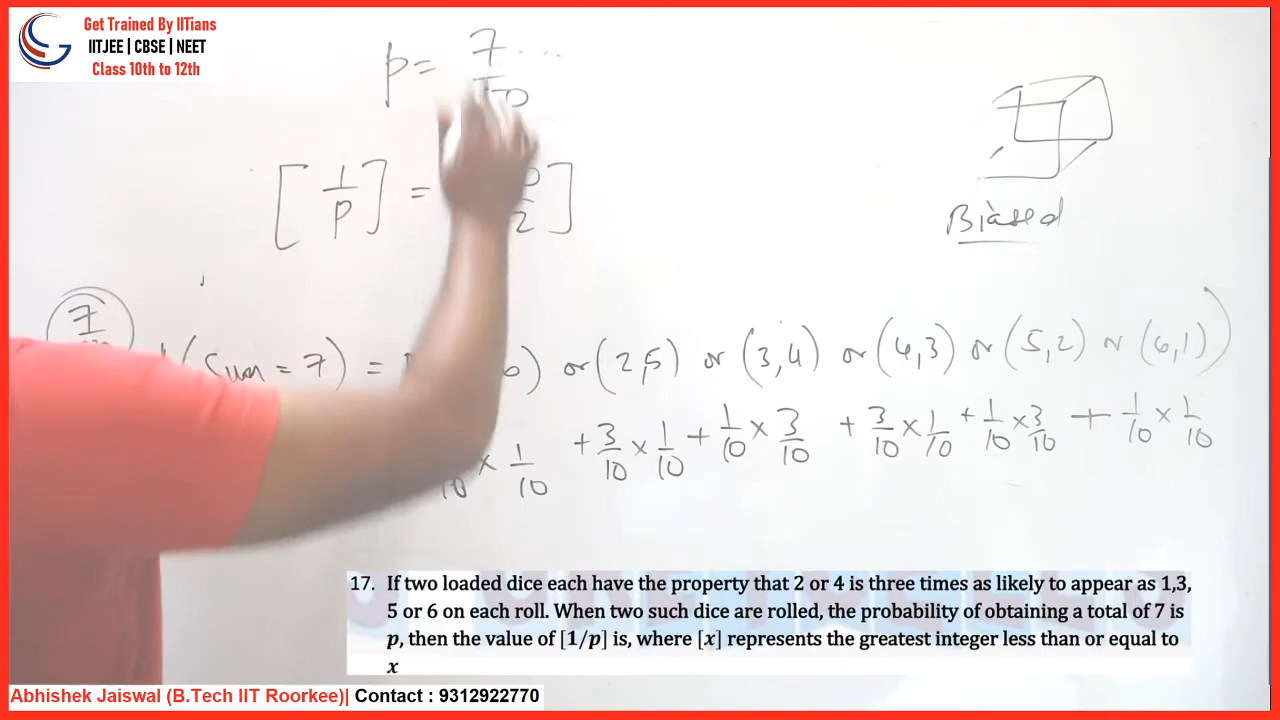 Get Trained By IITians
IITJEE | CBSE | NEET
Class 10th to 12th
p = 7
[1/p] =
2]
Biased
7
(Sum = 7) =
6) or (2,5) or (3,4) or (4,3) or (5,2) or (6,1))
10 × 1/10 + 3/10 × 1/10 + 1/10 × 3/10 + 3/10 × 1/10 + 1/10 × 3/10 + 1/10 × 1/10
17. If two loaded dice each have the property that 2 or 4 is three times as likely to appear as 1,3,
5 or 6 on each roll. When two such dice are rolled, the probability of obtaining a total of 7 is
p, then the value of [1/p] is, where [x] represents the greatest integer less than or equal to
x
Abhishek Jaiswal (B.Tech IIT Roorkee)| Contact : 9312922770